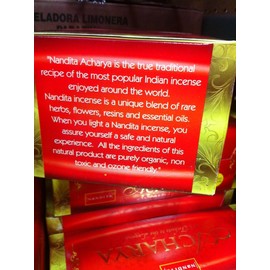 ELADORA LIMONERA
"Nandita Acharya is the true traditional
recipe of the most popular Indian incense
enjoyed around the world.
Nandita incense is a unique blend of rare
herbs, flowers, resins and essential oils.
When you light a Nandita incense, you
assure yourself a safe and natural
experience. All the ingredients of this
natural product are purely organic, non
toxic and ozone friendly."
ACHARYA